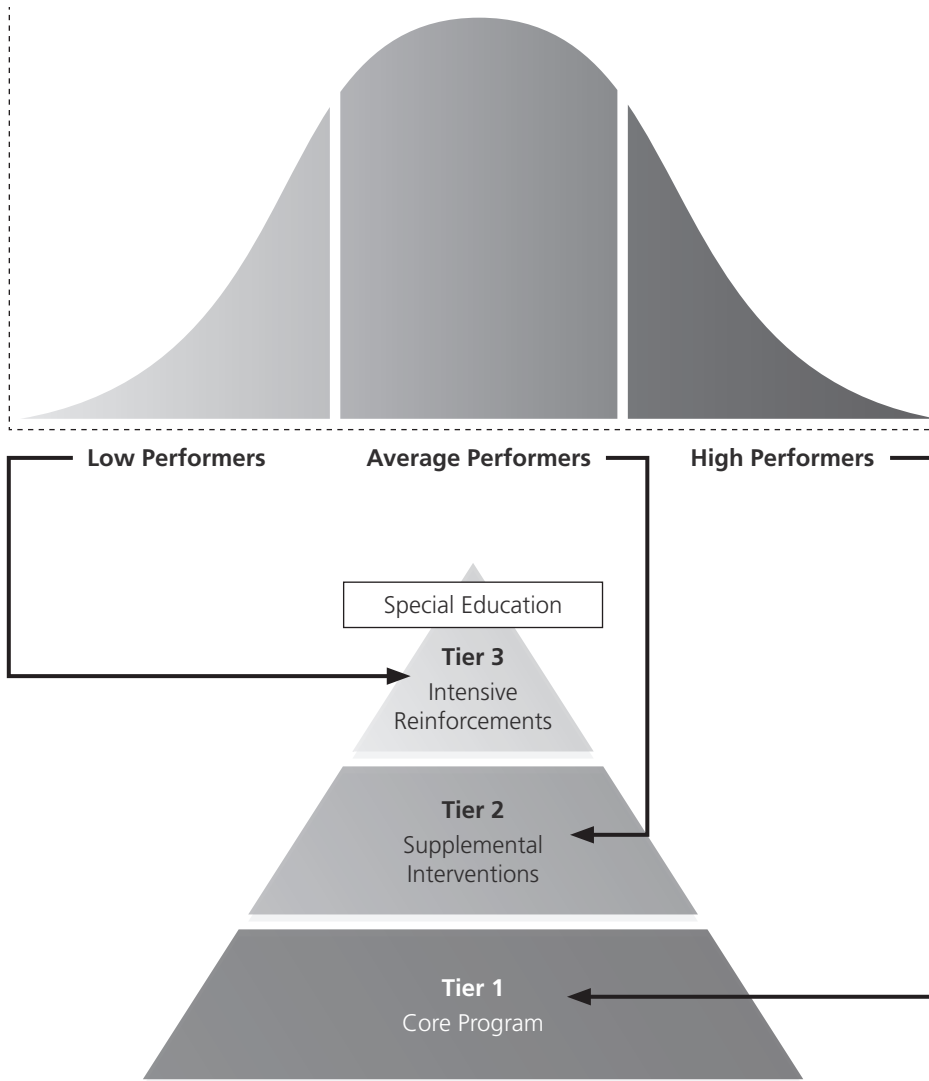 Low Performers
Average Performers
High Performers
Special Education
Tier 3
Intensive
Reinforcements
Tier 2
Supplemental
Interventions
Tier 1
Core Program